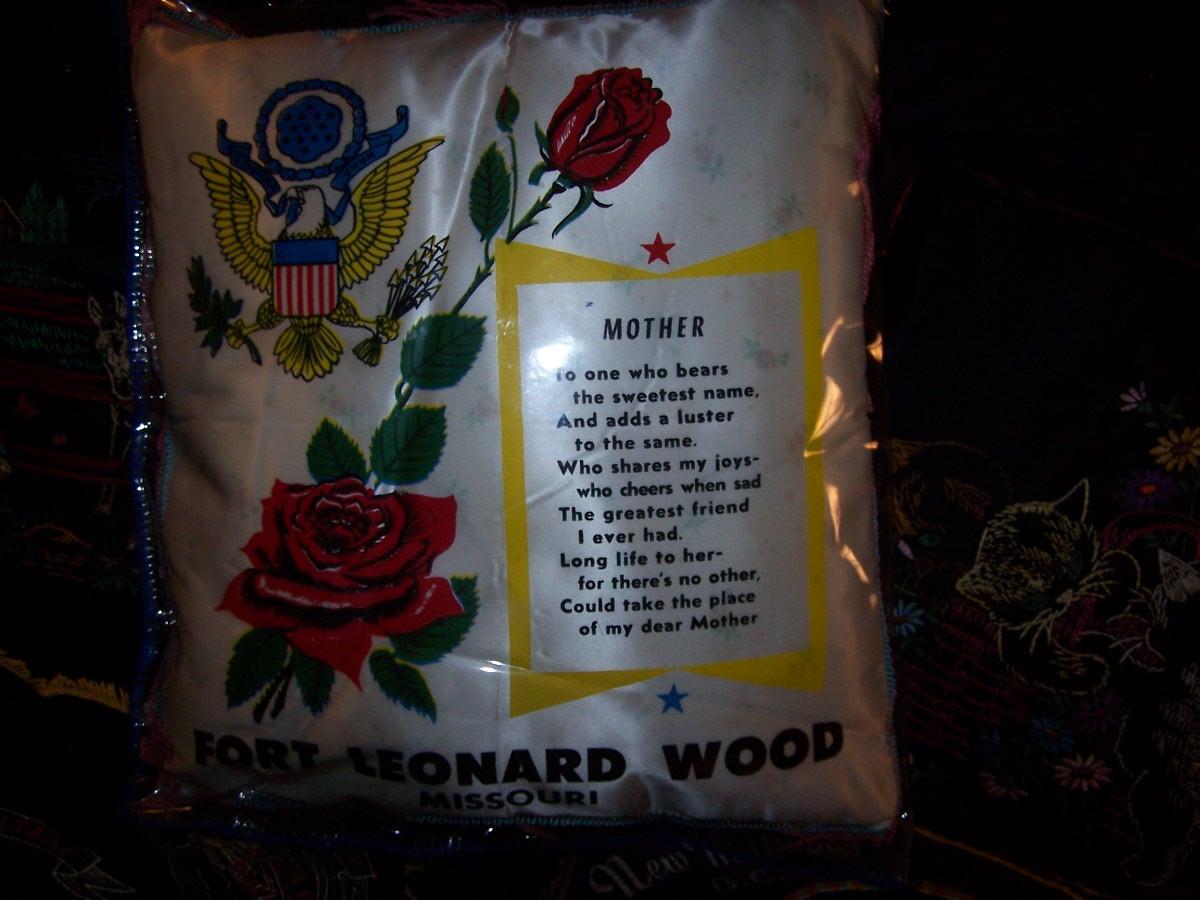 MOTHER
To one who bears
the sweetest name,
And adds a luster
to the same.
Who shares my joys-
who cheers when sad
The greatest friend
I ever had.
Long life to her-
for there's no other,
Could take the place
of my dear Mother
FORT LEONARD WOOD
MISSOURI
New
B.C.